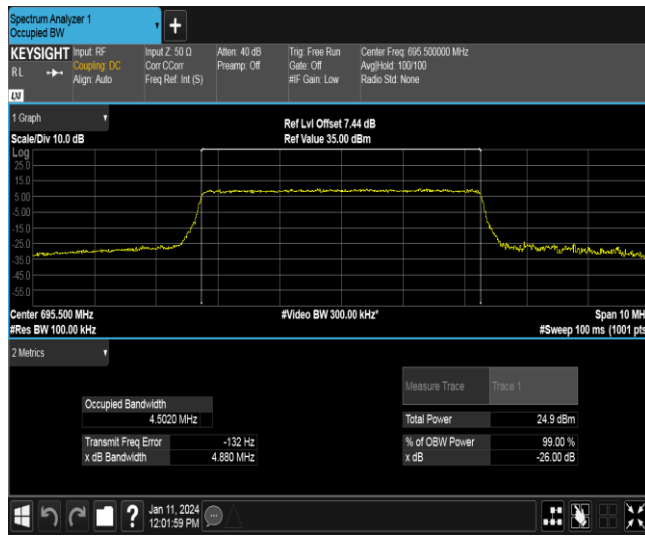 Spectrum Analyzer 1
Occupied BW
+
KEYSIGHT
RL
LXI
Input: RF
Coupling: DC
Align: Auto
Input Z: 50 Ω
Corr CCorr
Freq Ref: Int (S)
Atten: 40 dB
Preamp: Off
Trig: Free Run
Gate: Off
#IF Gain: Low
Center Freq: 695.500000 MHz
Avg|Hold: 100/100
Radio Std: None
1 Graph
Scale/Div 10.0 dB
Ref Lvl Offset 7.44 dB
Ref Value 35.00 dBm
Log
25.0
15.0
5.00
-5.00
-15.0
-25.0
-35.0
-45.0
-55.0
Center 695.500 MHz
#Res BW 100.00 kHz
#Video BW 300.00 kHz*
Span 10 MH
#Sweep 100 ms (1001 pts
2 Metrics
Measure Trace Trace 1
Occupied Bandwidth
4.5020 MHz
Total Power 24.9 dBm
Transmit Freq Error -132 Hz
% of OBW Power 99.00 %
x dB Bandwidth 4.880 MHz
x dB -26.00 dB
?
Jan 11, 2024
12:01:59 PM